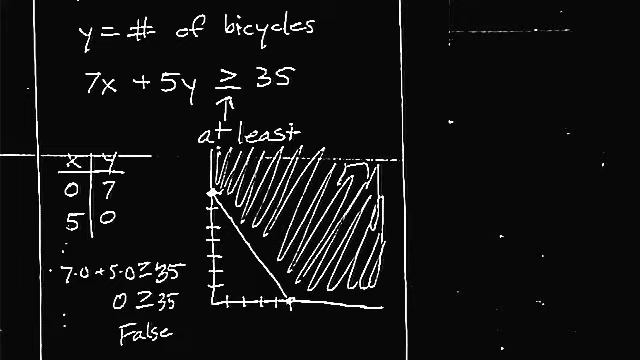 y = # of bicycles
7x + 5y ≥ 35
↑
at least
x | y
0 | 7
5 | 0
7·0 + 5·0 ≥ 35
0 ≥ 35
False